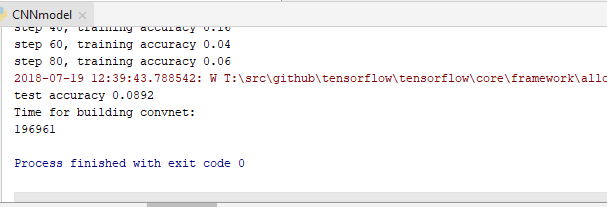 CNNmodel
step 40, training accuracy 0.16
step 60, training accuracy 0.04
step 80, training accuracy 0.06
2018-07-19 12:39:43.788542: W T:\src\github\tensorflow\tensorflow\core\framework\allo
test accuracy 0.0892
Time for building convnet:
196961
Process finished with exit code 0